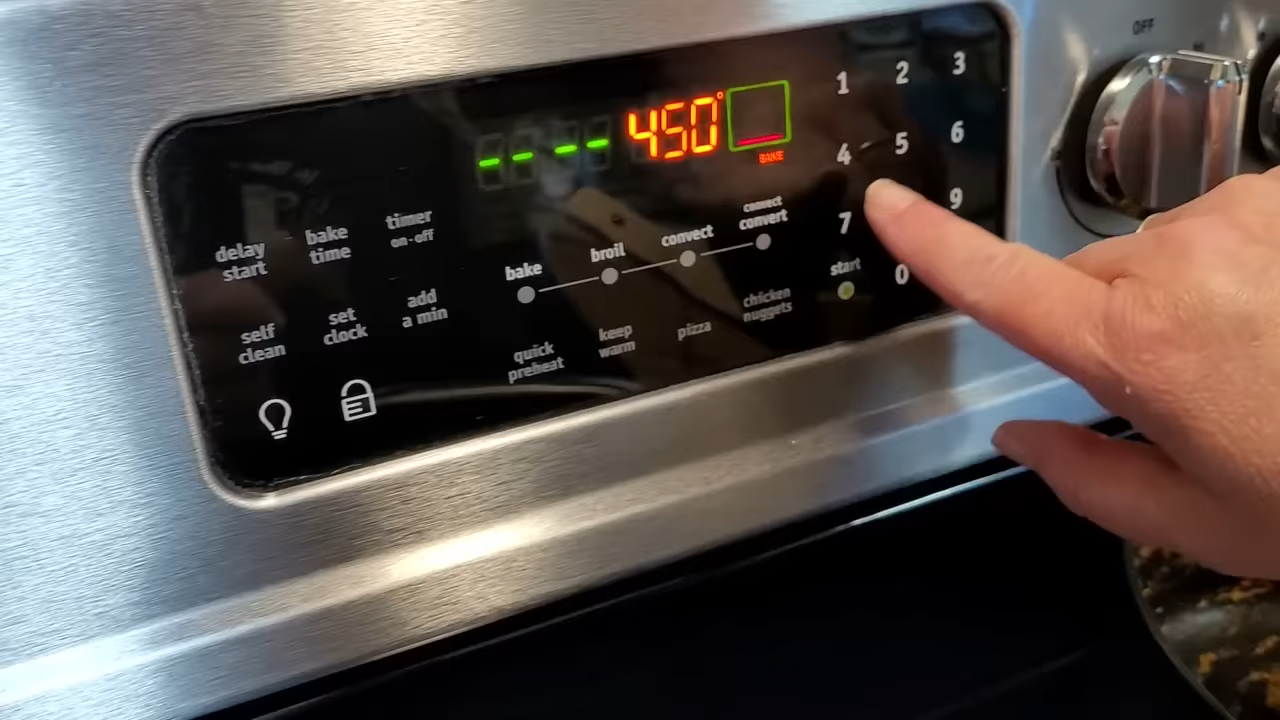 OFF
1 2 3
---- 450°
BAKE
4 5 6
delay
start
bake
time
timer
on-off
bake
broil
convect
convect
convert
7 9
self
clean
set
clock
add
a min
quick
preheat
keep
warm
pizza
chicken
nuggets
start
0